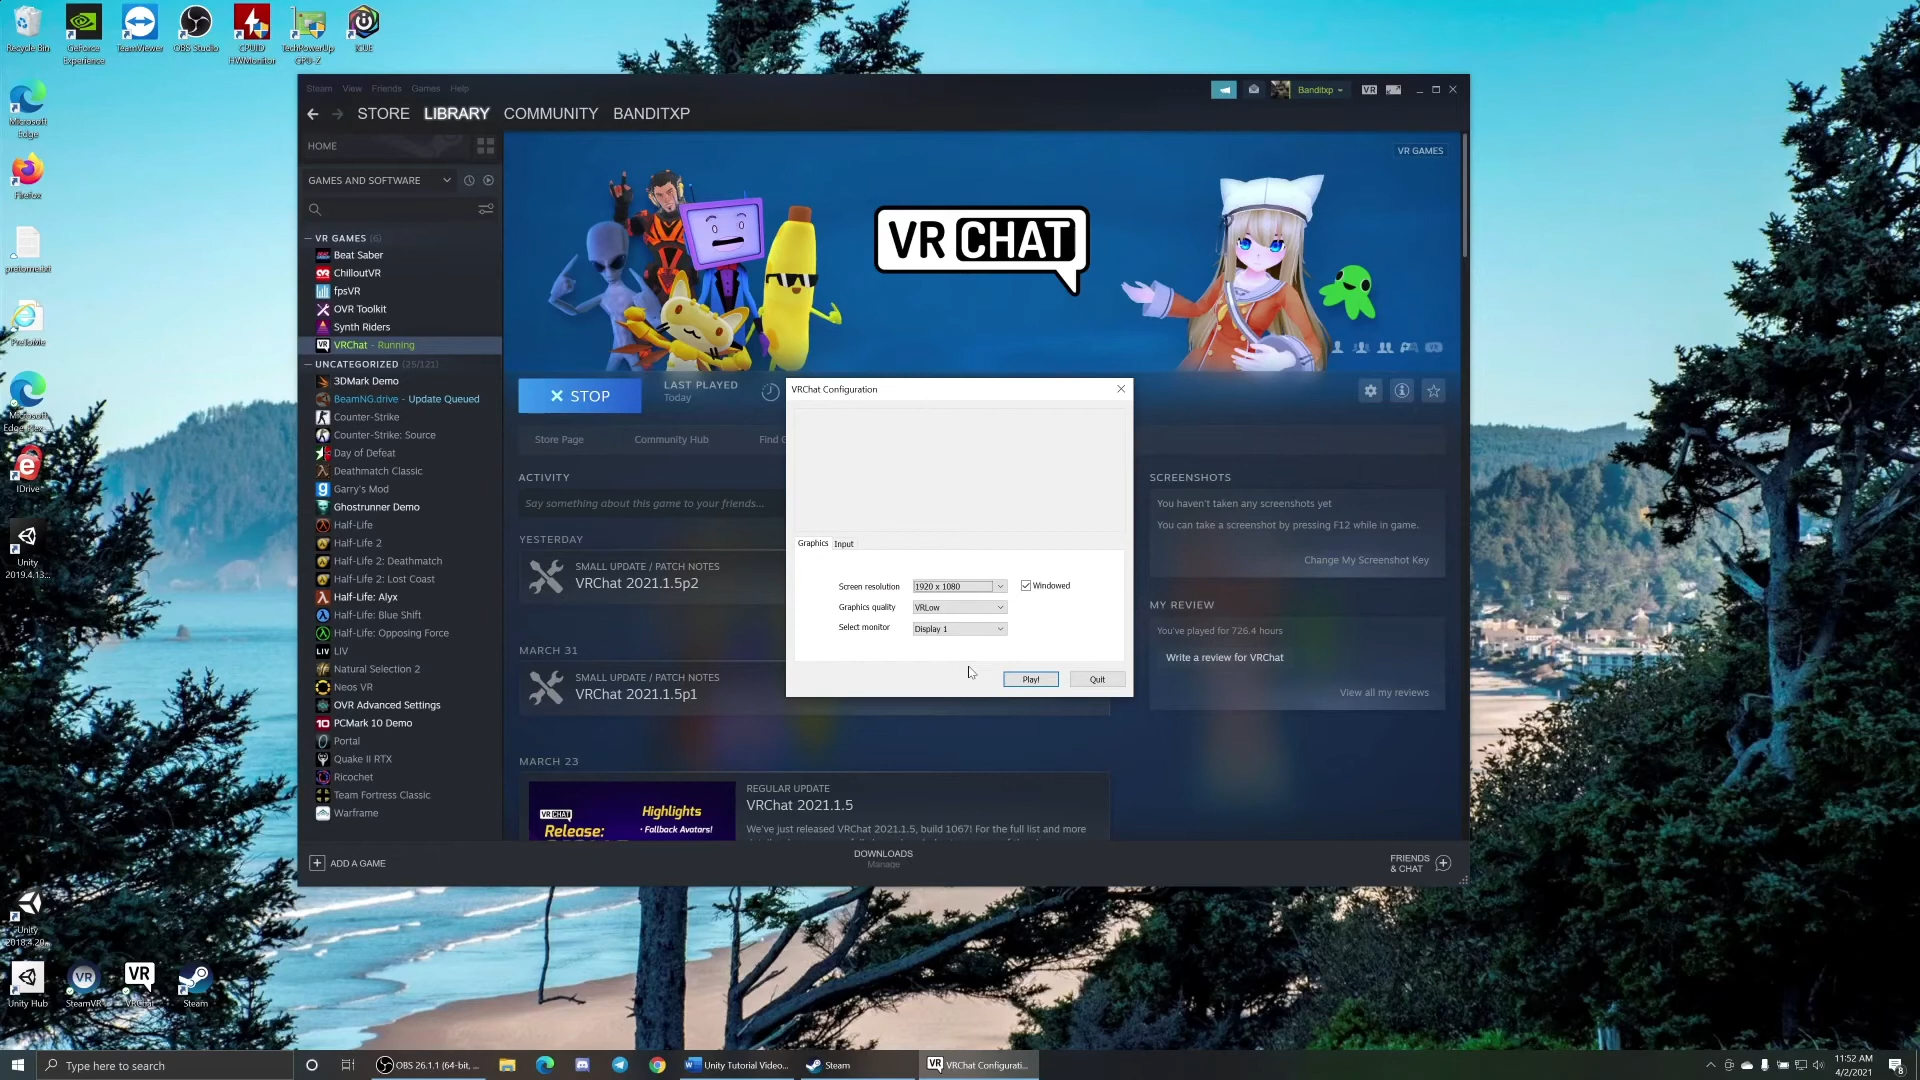 Recycle Bin
GeForce Experience
TeamViewer
OBS Studio
CPUID HWMonitor
TechPowerUp GPU-Z
iCUE
Microsoft Edge
Firefox
IDrive
Unity 2019.4.13...
Unity 2018.4.20...
Unity Hub
SteamVR
VRChat
Steam
Steam View Friends Games Help
Banditxp
VR
STORE LIBRARY COMMUNITY BANDITXP
HOME
GAMES AND SOFTWARE
VR GAMES (6)
Beat Saber
ChilloutVR
fpsVR
OVR Toolkit
Synth Riders
VRChat - Running
UNCATEGORIZED (25/121)
3DMark Demo
BeamNG.drive - Update Queued
Counter-Strike
Counter-Strike: Source
Day of Defeat
Deathmatch Classic
Garry's Mod
Ghostrunner Demo
Half-Life
Half-Life 2
Half-Life 2: Deathmatch
Half-Life 2: Lost Coast
Half-Life: Alyx
Half-Life: Blue Shift
Half-Life: Opposing Force
LIV
Natural Selection 2
Neos VR
OVR Advanced Settings
PCMark 10 Demo
Portal
Quake II RTX
Ricochet
Team Fortress Classic
Warframe
ADD A GAME
VR GAMES
VR CHAT
STOP
LAST PLAYED
Today
Store Page Community Hub Find G
ACTIVITY
Say something about this game to your friends...
YESTERDAY
SMALL UPDATE / PATCH NOTES
VRChat 2021.1.5p2
MARCH 31
SMALL UPDATE / PATCH NOTES
VRChat 2021.1.5p1
MARCH 23
VRCHAT
Release:
Highlights
· Fallback Avatars!
REGULAR UPDATE
VRChat 2021.1.5
We've just released VRChat 2021.1.5, build 1067! For the full list and more
SCREENSHOTS
You haven't taken any screenshots yet
You can take a screenshot by pressing F12 while in game.
Change My Screenshot Key
MY REVIEW
You've played for 726.4 hours
Write a review for VRChat
View all my reviews
DOWNLOADS
Manage
FRIENDS & CHAT
VRChat Configuration
Graphics Input
Screen resolution 1920 x 1080 Windowed
Graphics quality VRLow
Select monitor Display 1
Play! Quit
Type here to search
OBS 26.1.1 (64-bit, ...
Unity Tutorial Video...
Steam
VRChat Configurati...
11:52 AM
4/2/2021
8